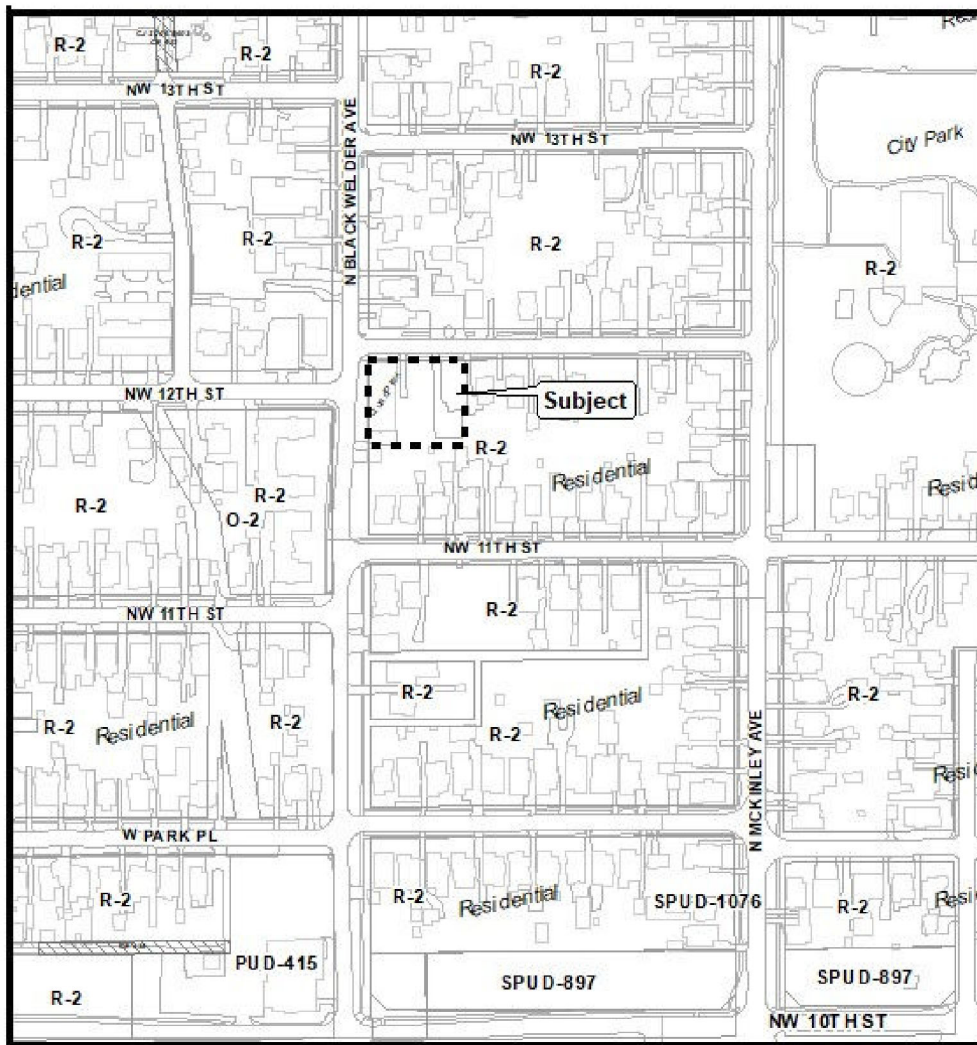 R-2
R-2
R-2
NW 13TH ST
NW 13TH ST
City Park
N BLACKWELDER AVE
R-2
R-2
R-2
R-2
dential
NW 12TH ST
Subject
R-2
Residential
Resid
R-2
R-2
O-2
NW 11TH ST
R-2
NW 11TH ST
R-2
R-2
Residential
R-2
R-2
Residential
R-2
N MCKINLEY AVE
Resid
W PARK PL
R-2
R-2
Residential
SPUD-1076
R-2
Resid
PUD-415
SPUD-897
SPUD-897
R-2
NW 10TH ST